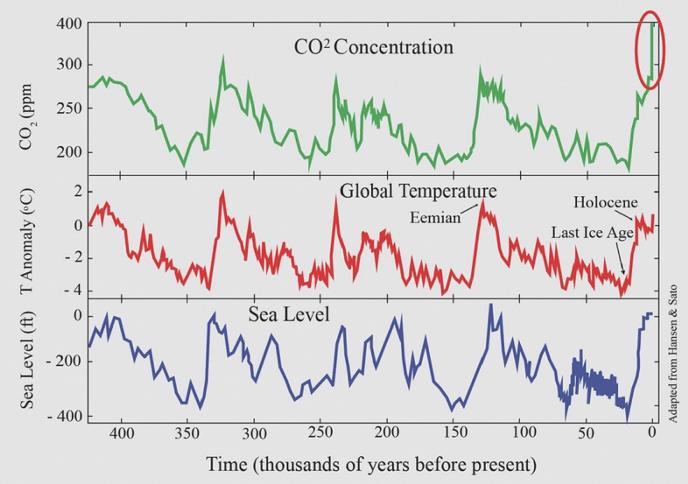 CO² Concentration
CO2 (ppm
400
300
250
200
Global Temperature
T Anomaly (°C)
2
0
- 2
- 4
Eemian
Holocene
Last Ice Age
Sea Level
Sea Level (ft)
0
- 200
- 400
400 350 300 250 200 150 100 50 0
Time (thousands of years before present)
Adapted from Hansen & Sato